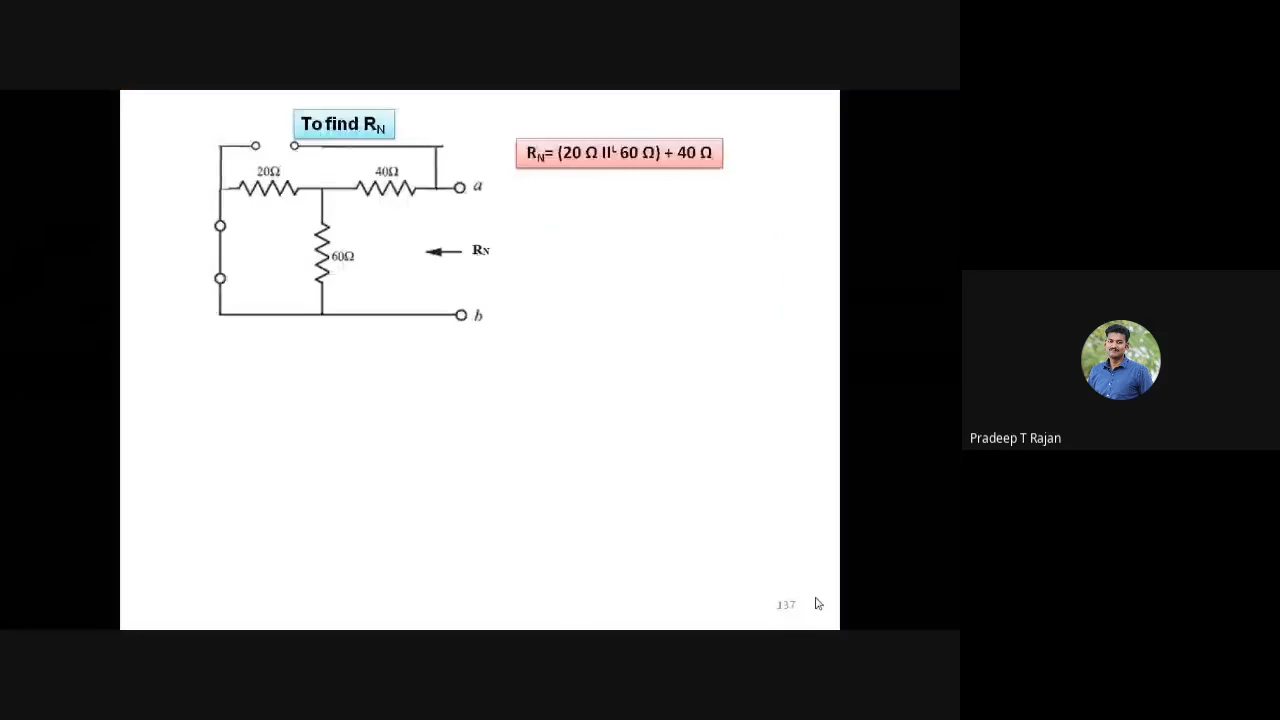 To find RN
RN= (20 Ω II 60 Ω) + 40 Ω
20Ω
40Ω
a
60Ω
RN
b
137
Pradeep T Rajan